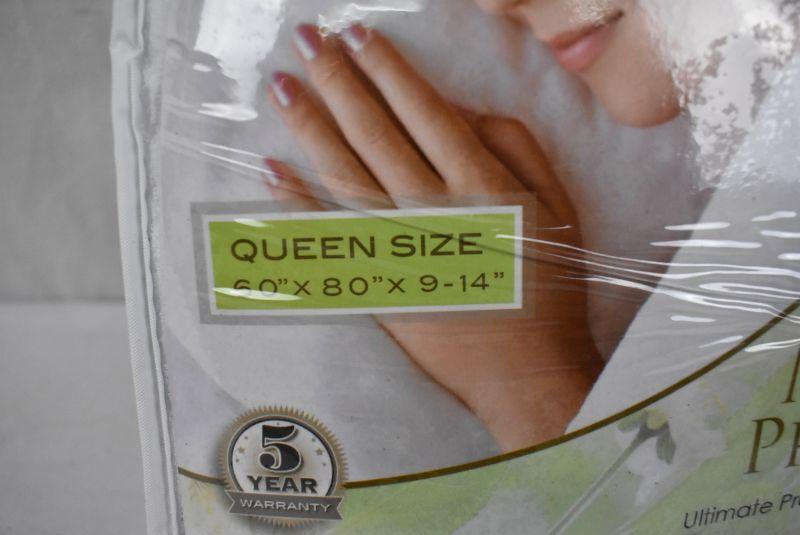 QUEEN SIZE
60" X 80" X 9-14"
5
YEAR
WARRANTY
Ultimate